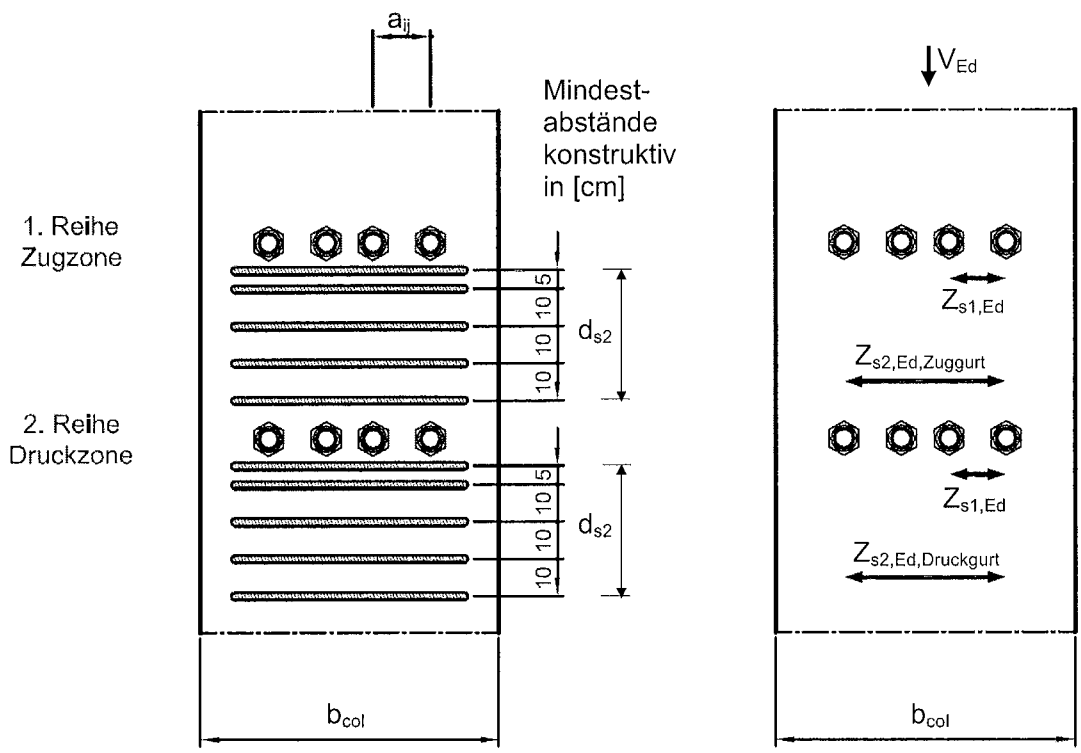 a_ij
Mindest-
abstände
konstruktiv
in [cm]
1. Reihe
Zugzone
5
10
10
10
d_s2
2. Reihe
Druckzone
5
10
10
10
d_s2
b_col
V_Ed
Z_s1,Ed
Z_s2,Ed,Zuggurt
Z_s1,Ed
Z_s2,Ed,Druckgurt
b_col